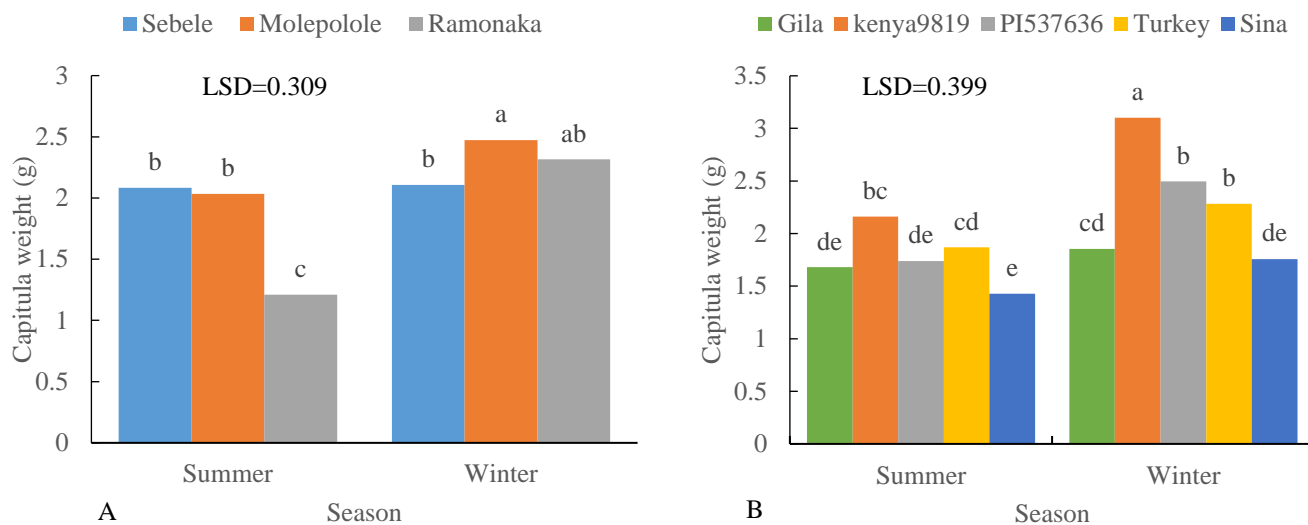 Sebele Molepolole Ramonaka
LSD=0.309
3
2.5
2
1.5
1
0.5
0
Capitula weight (g)
b b c b a ab
Summer Winter
Season
A
Gila kenya9819 PI537636 Turkey Sina
LSD=0.399
3.5
3
2.5
2
1.5
1
0.5
0
Capitula weight (g)
de bc de cd e cd a b b de
Summer Winter
Season
B